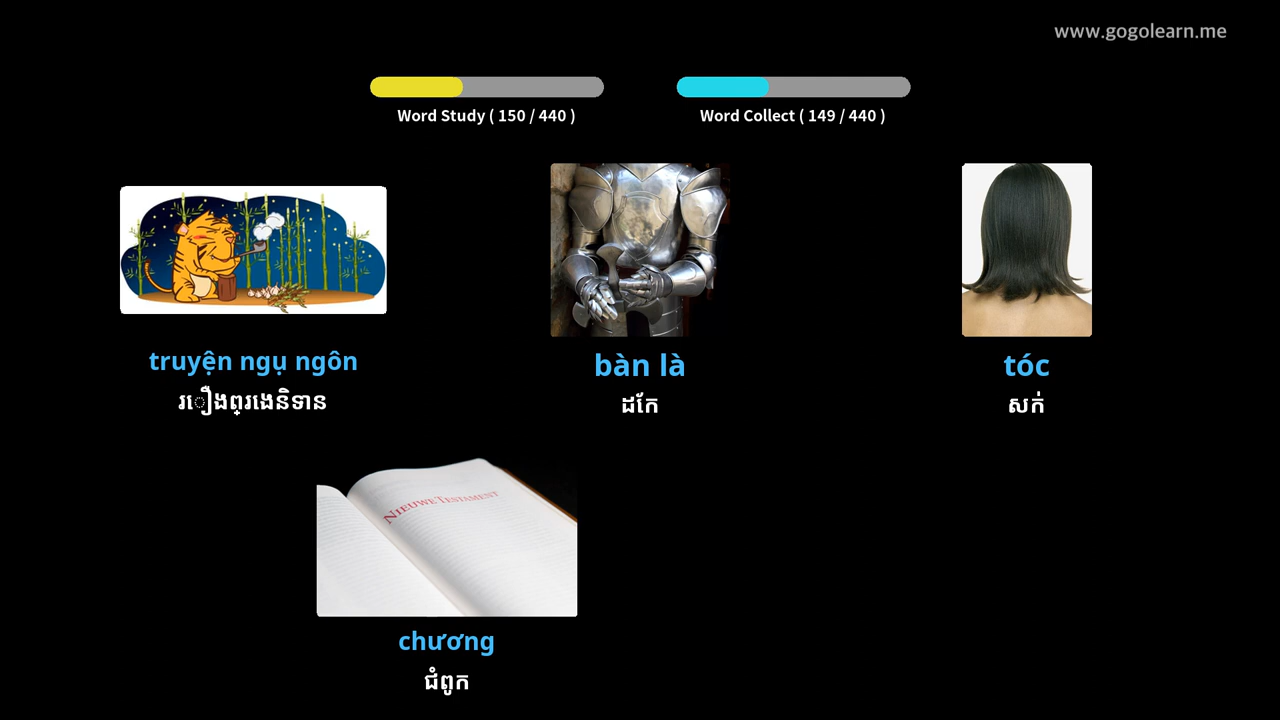 www.gogolearn.me
Word Study ( 150 / 440 )
Word Collect ( 149 / 440 )
truyện ngụ ngôn
រឿងព្រេងនិទាន
bàn là
ដកែ
tóc
សក់
NIEUWE TESTAMENT
chương
ជំពូក